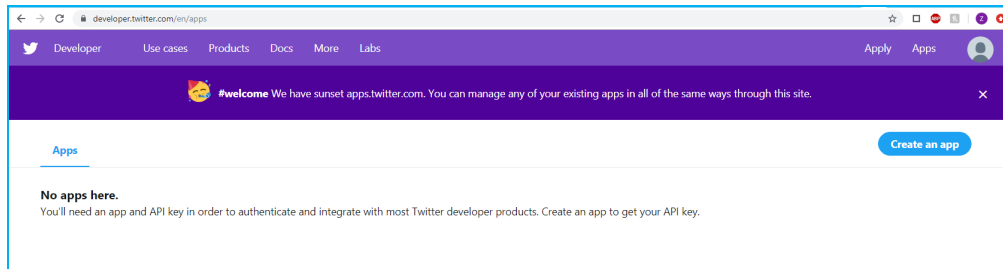 developer.twitter.com/en/apps
Developer Use cases Products Docs More Labs Apply Apps
#welcome We have sunset apps.twitter.com. You can manage any of your existing apps in all of the same ways through this site.
Apps Create an app
No apps here.
You'll need an app and API key in order to authenticate and integrate with most Twitter developer products. Create an app to get your API key.